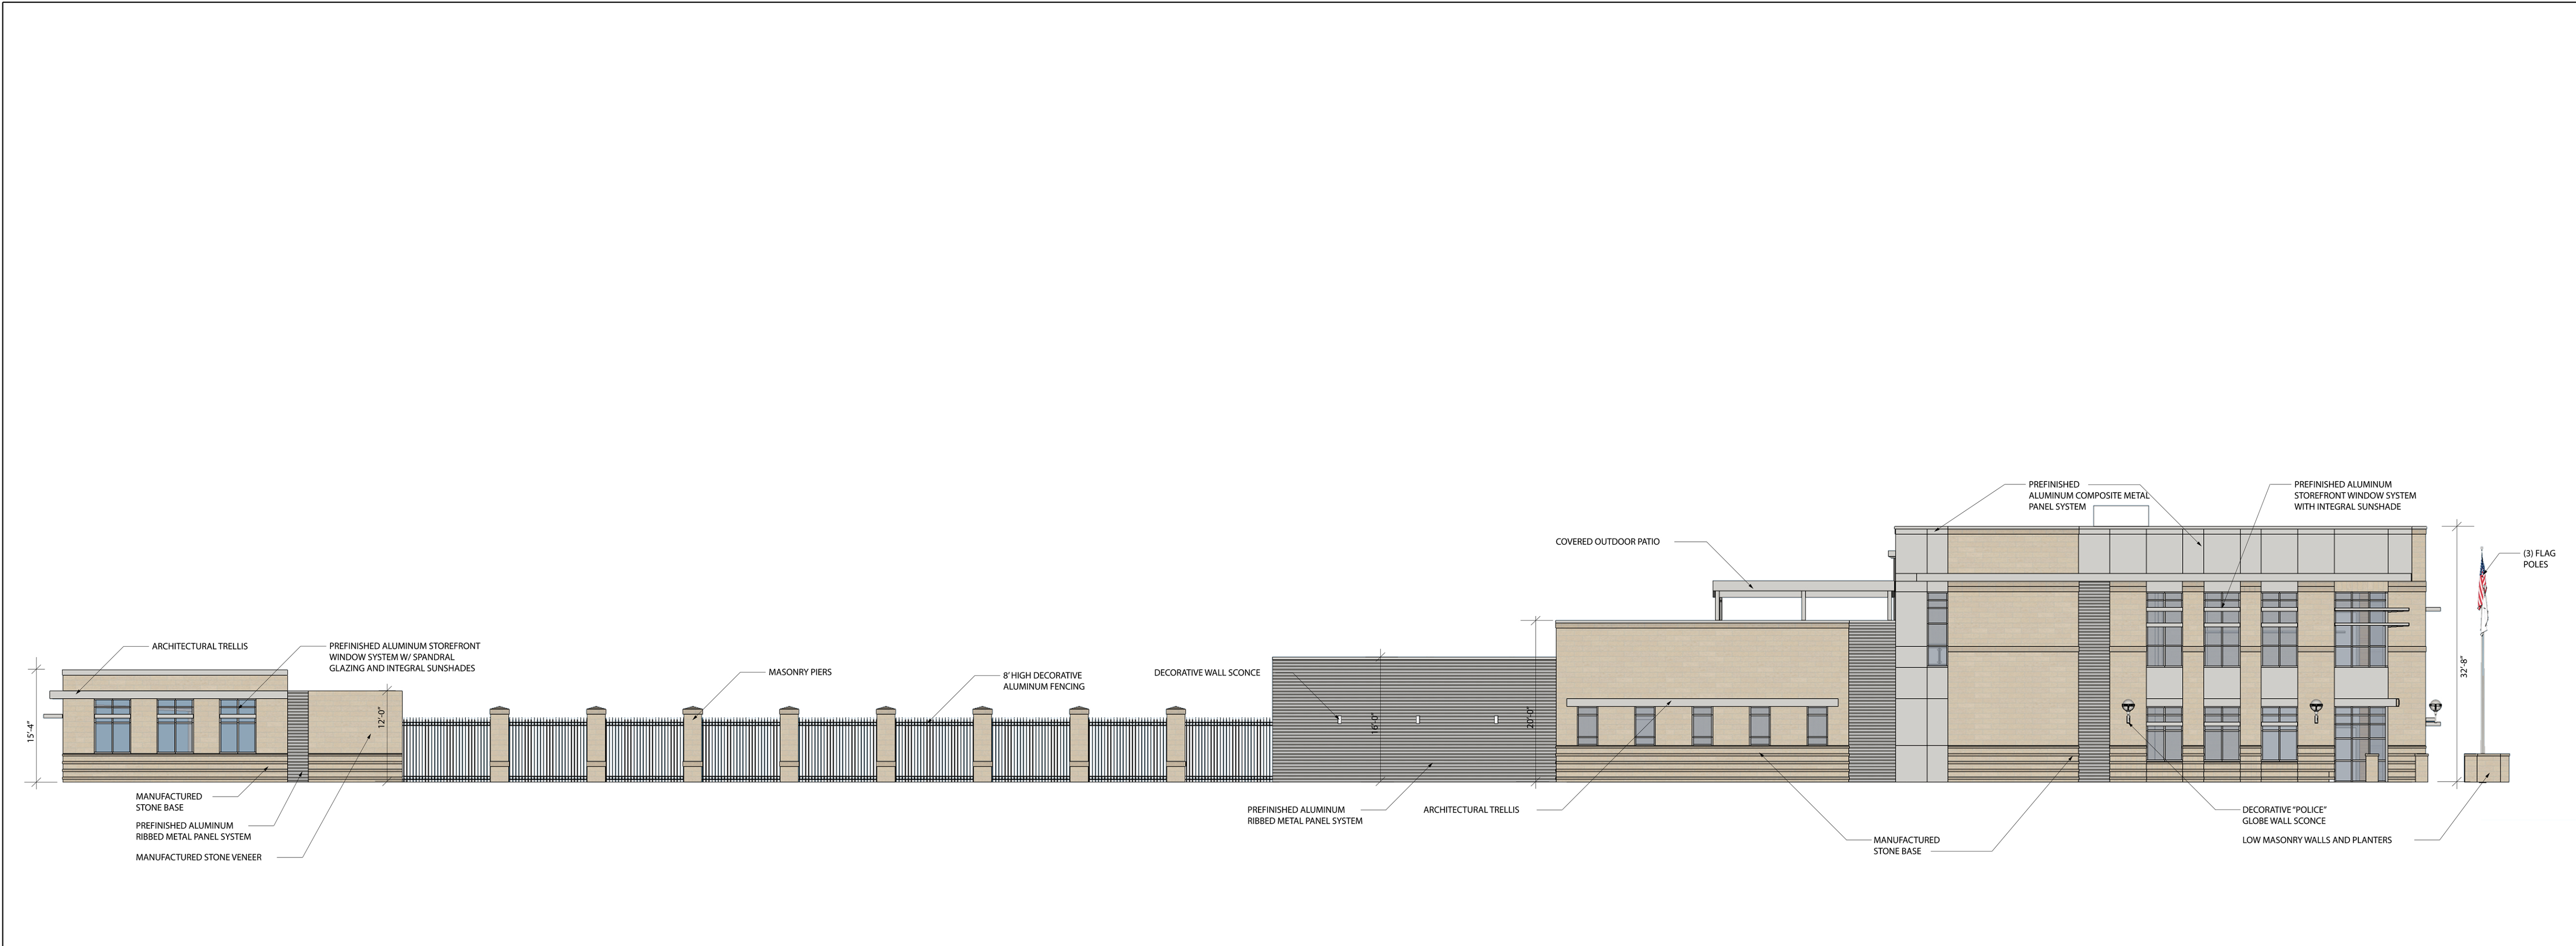 PREFINISHED
ALUMINUM COMPOSITE METAL
PANEL SYSTEM
PREFINISHED ALUMINUM
STOREFRONT WINDOW SYSTEM
WITH INTEGRAL SUNSHADE
COVERED OUTDOOR PATIO
(3) FLAG
POLES
ARCHITECTURAL TRELLIS
PREFINISHED ALUMINUM STOREFRONT
WINDOW SYSTEM W/ SPANDRAL
GLAZING AND INTEGRAL SUNSHADES
MASONRY PIERS
8' HIGH DECORATIVE
ALUMINUM FENCING
DECORATIVE WALL SCONCE
15'-4"
12'-0"
16'-0"
20'-0"
32'-8"
MANUFACTURED
STONE BASE
PREFINISHED ALUMINUM
RIBBED METAL PANEL SYSTEM
MANUFACTURED STONE VENEER
PREFINISHED ALUMINUM
RIBBED METAL PANEL SYSTEM
ARCHITECTURAL TRELLIS
MANUFACTURED
STONE BASE
DECORATIVE "POLICE"
GLOBE WALL SCONCE
LOW MASONRY WALLS AND PLANTERS